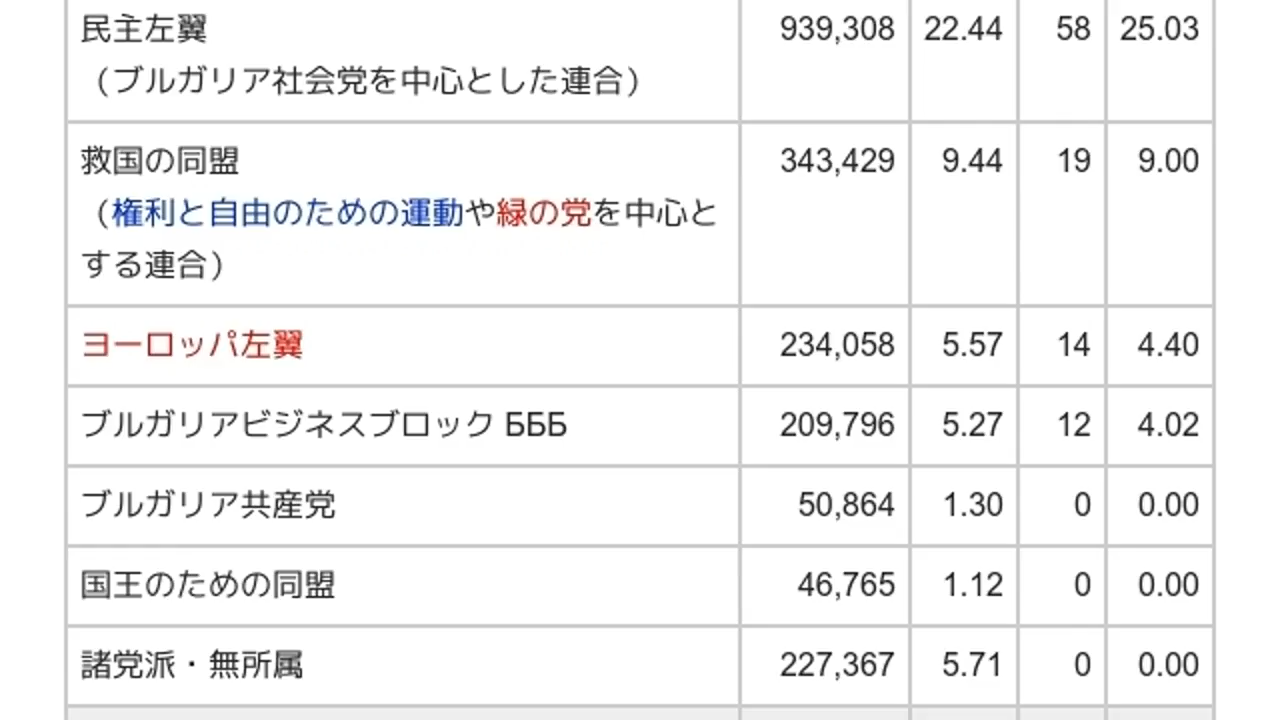 民主左翼 939,308 22.44 58 25.03
（ブルガリア社会党を中心とした連合）
救国の同盟 343,429 9.44 19 9.00
（権利と自由のための運動や緑の党を中心と
する連合）
ヨーロッパ左翼 234,058 5.57 14 4.40
ブルガリアビジネスブロック БББ 209,796 5.27 12 4.02
ブルガリア共産党 50,864 1.30 0 0.00
国王のための同盟 46,765 1.12 0 0.00
諸党派・無所属 227,367 5.71 0 0.00